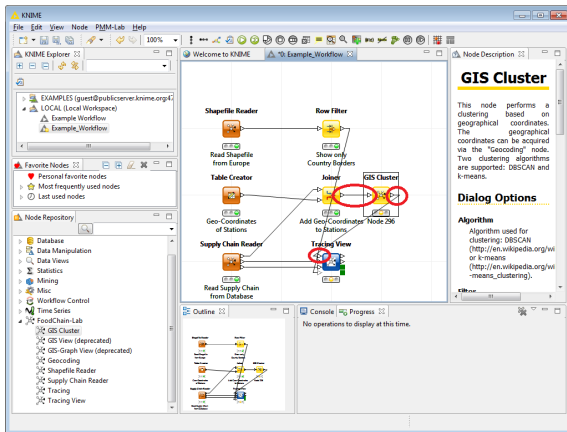 KNIME
File Edit View Node PMM-Lab Help
100%
KNIME Explorer
EXAMPLES (guest@publicserver.knime.org:47
LOCAL (Local Workspace)
Example Workflow
Example_Workflow
Favorite Nodes
Personal favorite nodes
Most frequently used nodes
Last used nodes
Node Repository
Database
Data Manipulation
Data Views
Statistics
Mining
Misc
Workflow Control
Time Series
FoodChain-Lab
GIS Cluster
GIS View (deprecated)
GIS-Graph View (deprecated)
Geocoding
Shapefile Reader
Supply Chain Reader
Tracing
Tracing View
Welcome to KNIME
*0: Example_Workflow
Shapefile Reader
Row Filter
Read Shapefile
from Europe
Show only
Country Borders
Table Creator
Joiner
GIS Cluster
Geo-Coordinates
of Stations
Add Geo-Coordinates
to Stations
Node 296
Supply Chain Reader
Tracing View
Read Supply Chain
from Database
Node Description
GIS Cluster
This node performs a
clustering based on
geographical coordinates.
The geographical
coordinates can be acquired
via the "Geocoding" node.
Two clustering algorithms
are supported: DBSCAN and
k-means.
Dialog Options
Algorithm
Algorithm used for
clustering: DBSCAN
(http://en.wikipedia.org/wi
or k-means
(http://en.wikipedia.org/wi
-means_clustering).
Filter
Outline
Console
Progress
No operations to display at this time.